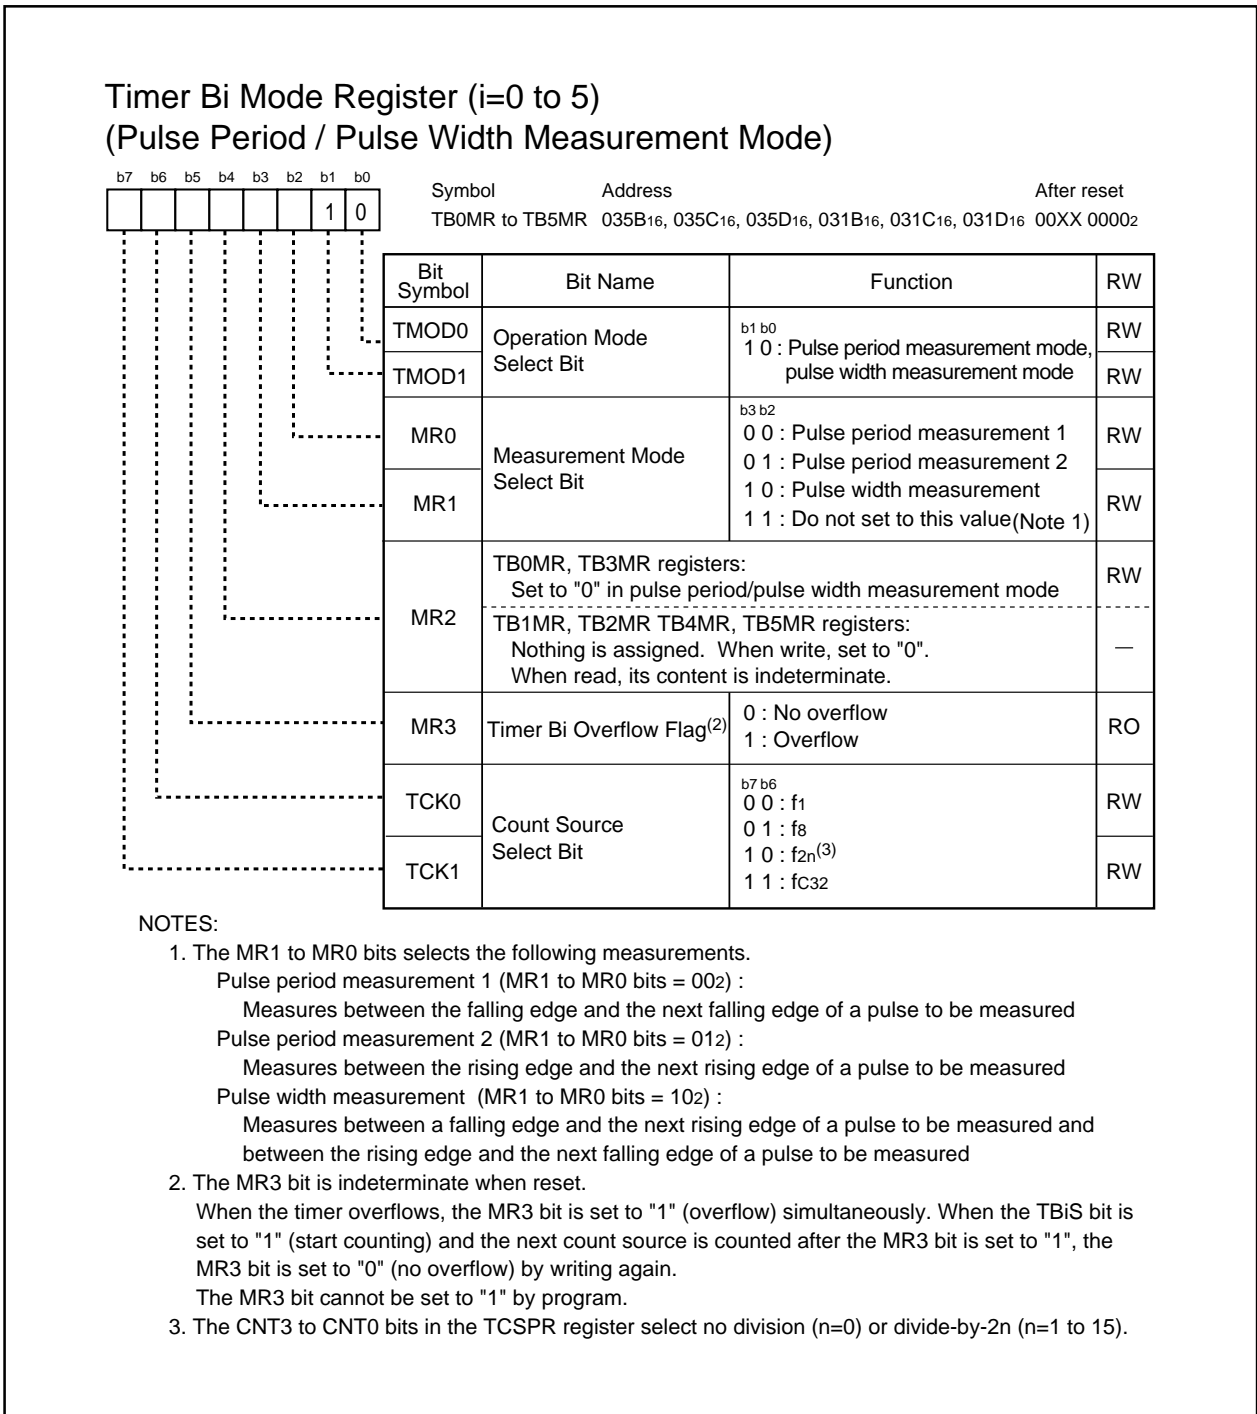 Timer Bi Mode Register (i=0 to 5)
(Pulse Period / Pulse Width Measurement Mode)
b7 b6 b5 b4 b3 b2 b1 b0
1 0
Symbol Address After reset
TB0MR to TB5MR 035B16, 035C16, 035D16, 031B16, 031C16, 031D16 00XX 00002
Bit Symbol Bit Name Function RW
TMOD0 Operation Mode Select Bit b1 b0 RW
1 0 : Pulse period measurement mode,
pulse width measurement mode
TMOD1 RW
MR0 Measurement Mode Select Bit b3 b2 RW
0 0 : Pulse period measurement 1
0 1 : Pulse period measurement 2
1 0 : Pulse width measurement
1 1 : Do not set to this value(Note 1)
MR1 RW
MR2 TB0MR, TB3MR registers: RW
Set to "0" in pulse period/pulse width measurement mode
TB1MR, TB2MR TB4MR, TB5MR registers:
Nothing is assigned. When write, set to "0". —
When read, its content is indeterminate.
MR3 Timer Bi Overflow Flag(2) 0 : No overflow RO
1 : Overflow
TCK0 Count Source Select Bit b7 b6 RW
0 0 : f1
0 1 : f8
1 0 : f2n(3)
1 1 : fC32
TCK1 RW
NOTES:
1. The MR1 to MR0 bits selects the following measurements.
Pulse period measurement 1 (MR1 to MR0 bits = 002) :
Measures between the falling edge and the next falling edge of a pulse to be measured
Pulse period measurement 2 (MR1 to MR0 bits = 012) :
Measures between the rising edge and the next rising edge of a pulse to be measured
Pulse width measurement (MR1 to MR0 bits = 102) :
Measures between a falling edge and the next rising edge of a pulse to be measured and
between the rising edge and the next falling edge of a pulse to be measured
2. The MR3 bit is indeterminate when reset.
When the timer overflows, the MR3 bit is set to "1" (overflow) simultaneously. When the TBiS bit is
set to "1" (start counting) and the next count source is counted after the MR3 bit is set to "1", the
MR3 bit is set to "0" (no overflow) by writing again.
The MR3 bit cannot be set to "1" by program.
3. The CNT3 to CNT0 bits in the TCSPR register select no division (n=0) or divide-by-2n (n=1 to 15).